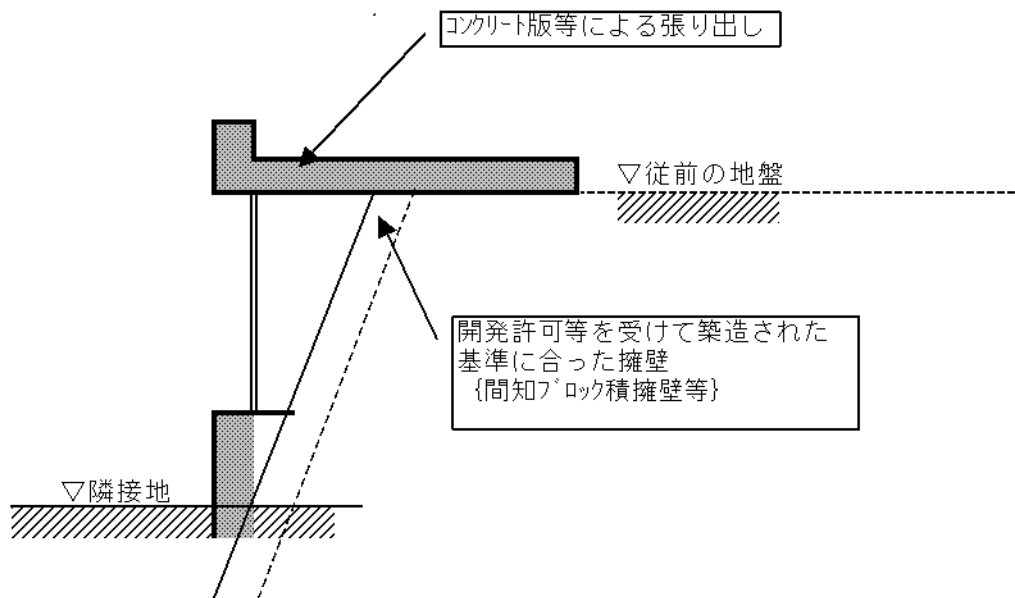 コンクリート版等による張り出し
▽従前の地盤
開発許可等を受けて築造された
基準に合った擁壁
{間知ブロック積擁壁等}
▽隣接地